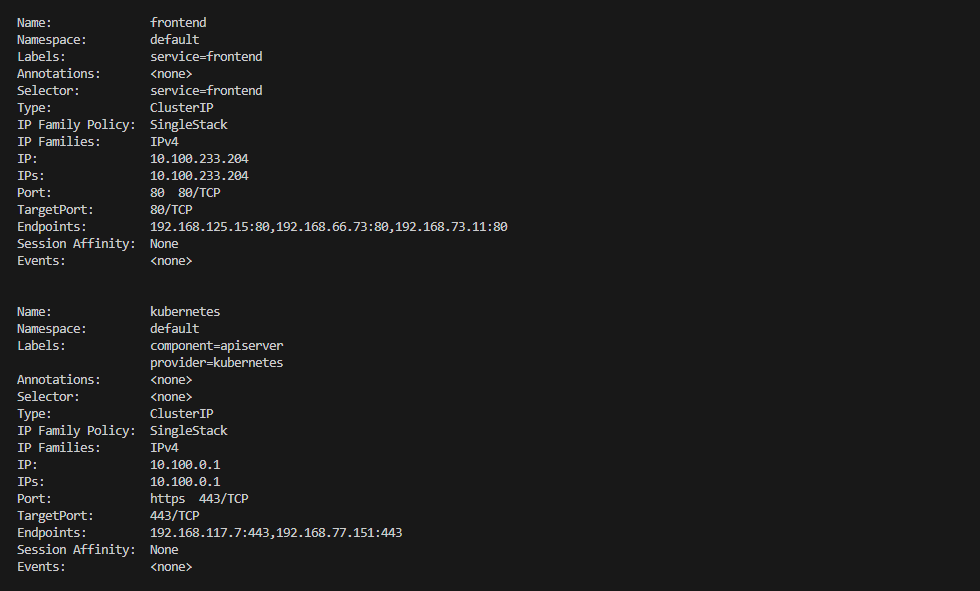 Name:              frontend
Namespace:         default
Labels:            service=frontend
Annotations:       <none>
Selector:          service=frontend
Type:              ClusterIP
IP Family Policy:  SingleStack
IP Families:       IPv4
IP:                10.100.233.204
IPs:               10.100.233.204
Port:              80  80/TCP
TargetPort:        80/TCP
Endpoints:         192.168.125.15:80,192.168.66.73:80,192.168.73.11:80
Session Affinity:  None
Events:            <none>

Name:              kubernetes
Namespace:         default
Labels:            component=apiserver
                   provider=kubernetes
Annotations:       <none>
Selector:          <none>
Type:              ClusterIP
IP Family Policy:  SingleStack
IP Families:       IPv4
IP:                10.100.0.1
IPs:               10.100.0.1
Port:              https  443/TCP
TargetPort:        443/TCP
Endpoints:         192.168.117.7:443,192.168.77.151:443
Session Affinity:  None
Events:            <none>